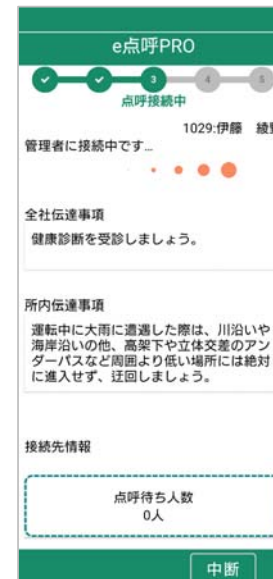 e点呼PRO
3 4 5
点呼接続中
1029:伊藤 綾
管理者に接続中です...
全社伝達事項
健康診断を受診しましょう。
所内伝達事項
運転中に大雨に遭遇した際は、川沿いや
海岸沿いの他、高架下や立体交差のアン
ダーパスなど周囲より低い場所には絶対
に進入せず、迂回しましょう。
接続先情報
点呼待ち人数
0人
中断